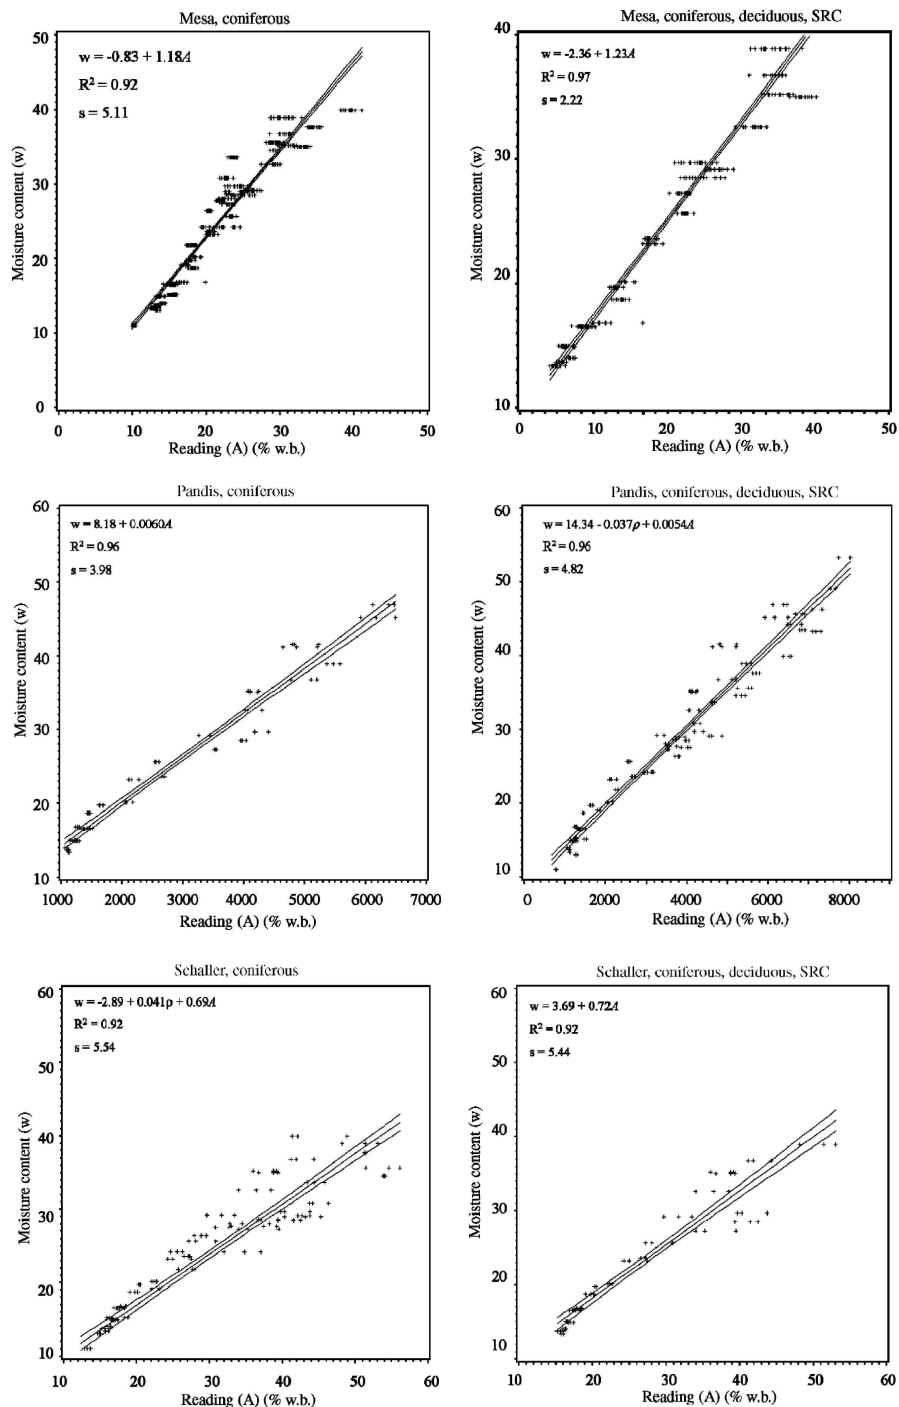 Mesa, coniferous
w = -0.83 + 1.18A
R² = 0.92
s = 5.11
Moisture content (w)
50
40
30
20
10
0
0 10 20 30 40 50
Reading (A) (% w.b.)
Mesa, coniferous, deciduous, SRC
w = -2.36 + 1.23A
R² = 0.97
s = 2.22
Moisture content (w)
40
30
20
10
0 10 20 30 40 50
Reading (A) (% w.b.)
Pandis, coniferous
w = 8.18 + 0.0060A
R² = 0.96
s = 3.98
Moisture content (w)
60
50
40
30
20
10
1000 2000 3000 4000 5000 6000 7000
Reading (A) (% w.b.)
Pandis, coniferous, deciduous, SRC
w = 14.34 - 0.037ρ + 0.0054A
R² = 0.96
s = 4.82
Moisture content (w)
60
50
40
30
20
10
0 2000 4000 6000 8000
Reading (A) (% w.b.)
Schaller, coniferous
w = -2.89 + 0.041ρ + 0.69A
R² = 0.92
s = 5.54
Moisture content (w)
60
50
40
30
20
10
10 20 30 40 50 60
Reading (A) (% w.b.)
Schaller, coniferous, deciduous, SRC
w = 3.69 + 0.72A
R² = 0.92
s = 5.44
Moisture content (w)
60
50
40
30
20
10
10 20 30 40 50 60
Reading (A) (% w.b.)